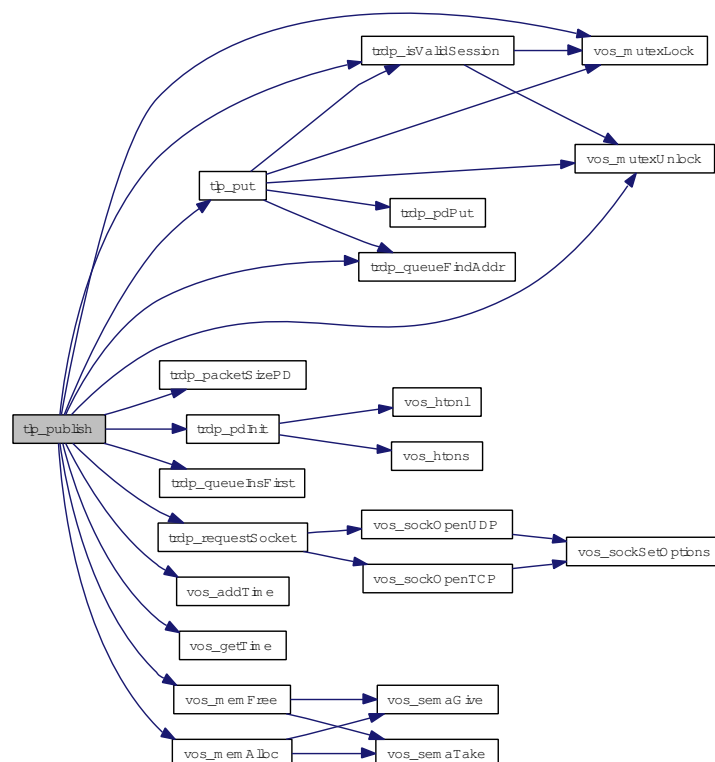 trdp_isValidSession
vos_mutexLock
vos_mutexUnlock
tlp_put
trdp_pdPut
trdp_queueFindAddr
trdp_packetSizePD
vos_htonl
tlp_publish
trdp_pdInit
vos_htons
trdp_queueInsFirst
vos_sockOpenUDP
trdp_requestSocket
vos_sockSetOptions
vos_sockOpenTCP
vos_addTime
vos_getTime
vos_memFree
vos_semaGive
vos_memAlloc
vos_semaTake